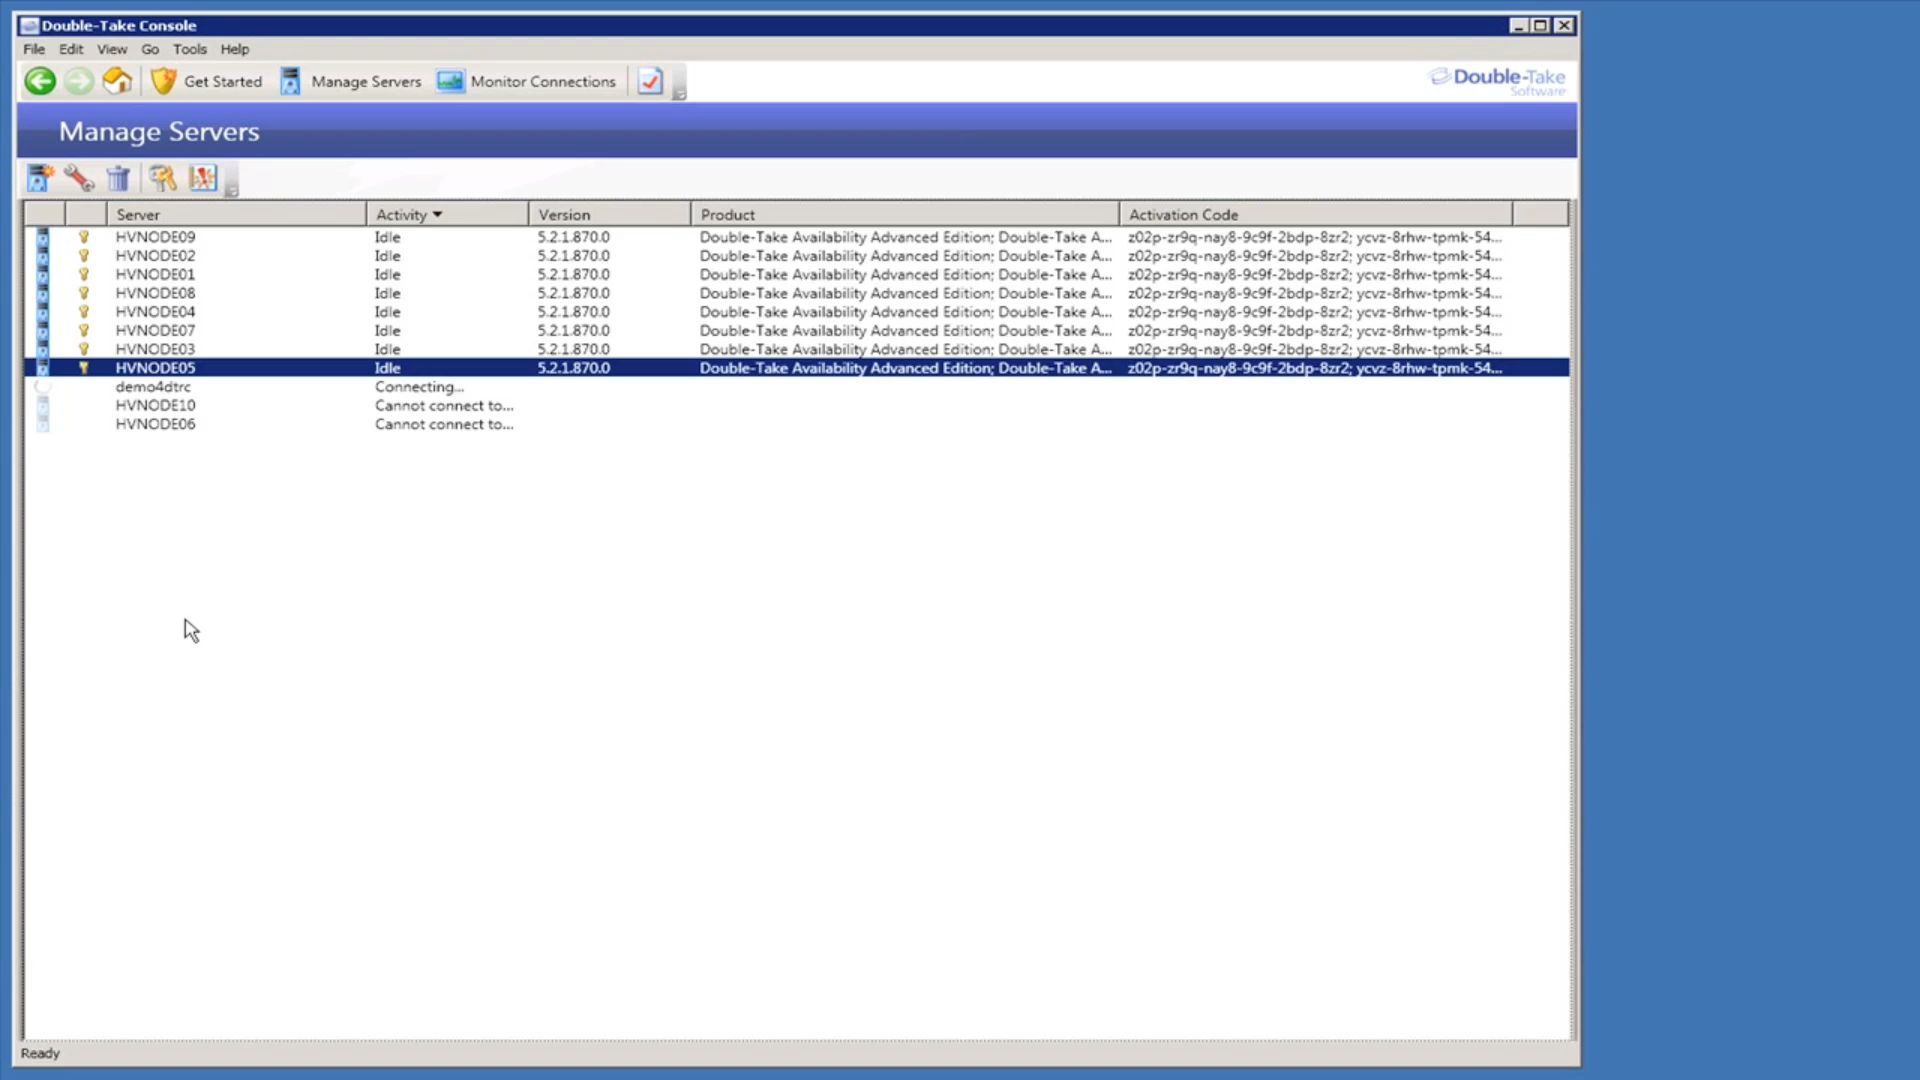 Double-Take Console
File Edit View Go Tools Help
Get Started Manage Servers Monitor Connections
Double-Take
Software
Manage Servers
Server Activity Version Product Activation Code
HVNODE09 Idle 5.2.1.870.0 Double-Take Availability Advanced Edition; Double-Take A... z02p-zr9q-nay8-9c9f-2bdp-8zr2; ycvz-8rhw-tpmk-54...
HVNODE02 Idle 5.2.1.870.0 Double-Take Availability Advanced Edition; Double-Take A... z02p-zr9q-nay8-9c9f-2bdp-8zr2; ycvz-8rhw-tpmk-54...
HVNODE01 Idle 5.2.1.870.0 Double-Take Availability Advanced Edition; Double-Take A... z02p-zr9q-nay8-9c9f-2bdp-8zr2; ycvz-8rhw-tpmk-54...
HVNODE08 Idle 5.2.1.870.0 Double-Take Availability Advanced Edition; Double-Take A... z02p-zr9q-nay8-9c9f-2bdp-8zr2; ycvz-8rhw-tpmk-54...
HVNODE04 Idle 5.2.1.870.0 Double-Take Availability Advanced Edition; Double-Take A... z02p-zr9q-nay8-9c9f-2bdp-8zr2; ycvz-8rhw-tpmk-54...
HVNODE07 Idle 5.2.1.870.0 Double-Take Availability Advanced Edition; Double-Take A... z02p-zr9q-nay8-9c9f-2bdp-8zr2; ycvz-8rhw-tpmk-54...
HVNODE03 Idle 5.2.1.870.0 Double-Take Availability Advanced Edition; Double-Take A... z02p-zr9q-nay8-9c9f-2bdp-8zr2; ycvz-8rhw-tpmk-54...
HVNODE05 Idle 5.2.1.870.0 Double-Take Availability Advanced Edition; Double-Take A... z02p-zr9q-nay8-9c9f-2bdp-8zr2; ycvz-8rhw-tpmk-54...
demo4dtrc Connecting...
HVNODE10 Cannot connect to...
HVNODE06 Cannot connect to...
Ready